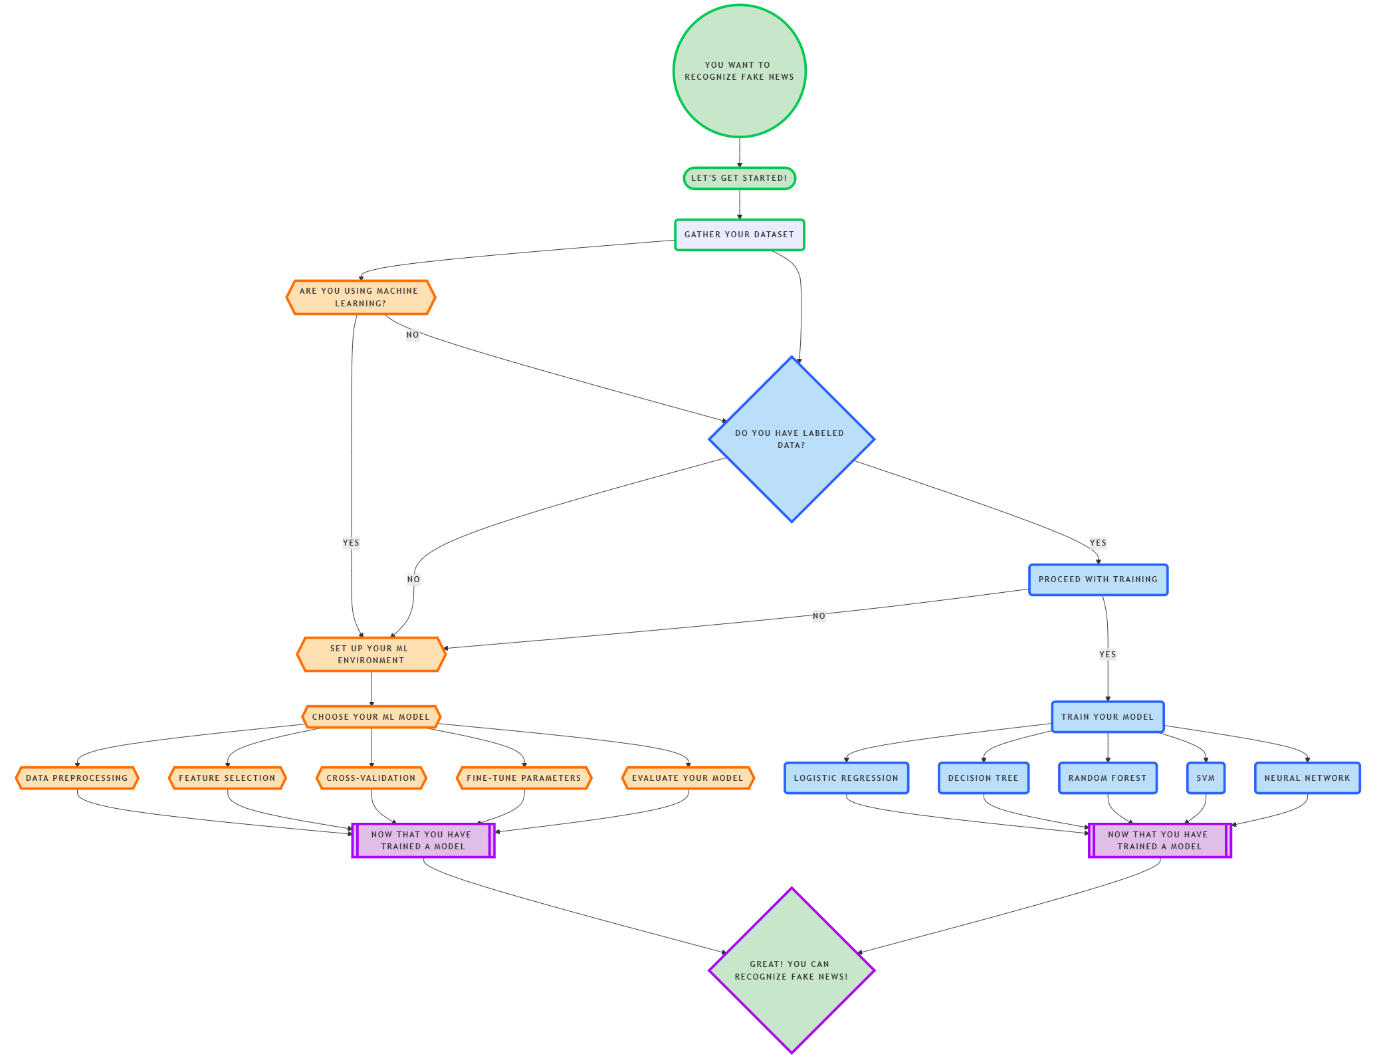 YOU WANT TO
RECOGNIZE FAKE NEWS
LET'S GET STARTED!
GATHER YOUR DATASET
ARE YOU USING MACHINE
LEARNING?
NO
DO YOU HAVE LABELED
DATA?
YES
YES
NO
PROCEED WITH TRAINING
NO
SET UP YOUR ML
ENVIRONMENT
YES
CHOOSE YOUR ML MODEL
TRAIN YOUR MODEL
DATA PREPROCESSING
FEATURE SELECTION
CROSS-VALIDATION
FINE-TUNE PARAMETERS
EVALUATE YOUR MODEL
LOGISTIC REGRESSION
DECISION TREE
RANDOM FOREST
SVM
NEURAL NETWORK
NOW THAT YOU HAVE
TRAINED A MODEL
NOW THAT YOU HAVE
TRAINED A MODEL
GREAT! YOU CAN
RECOGNIZE FAKE NEWS!